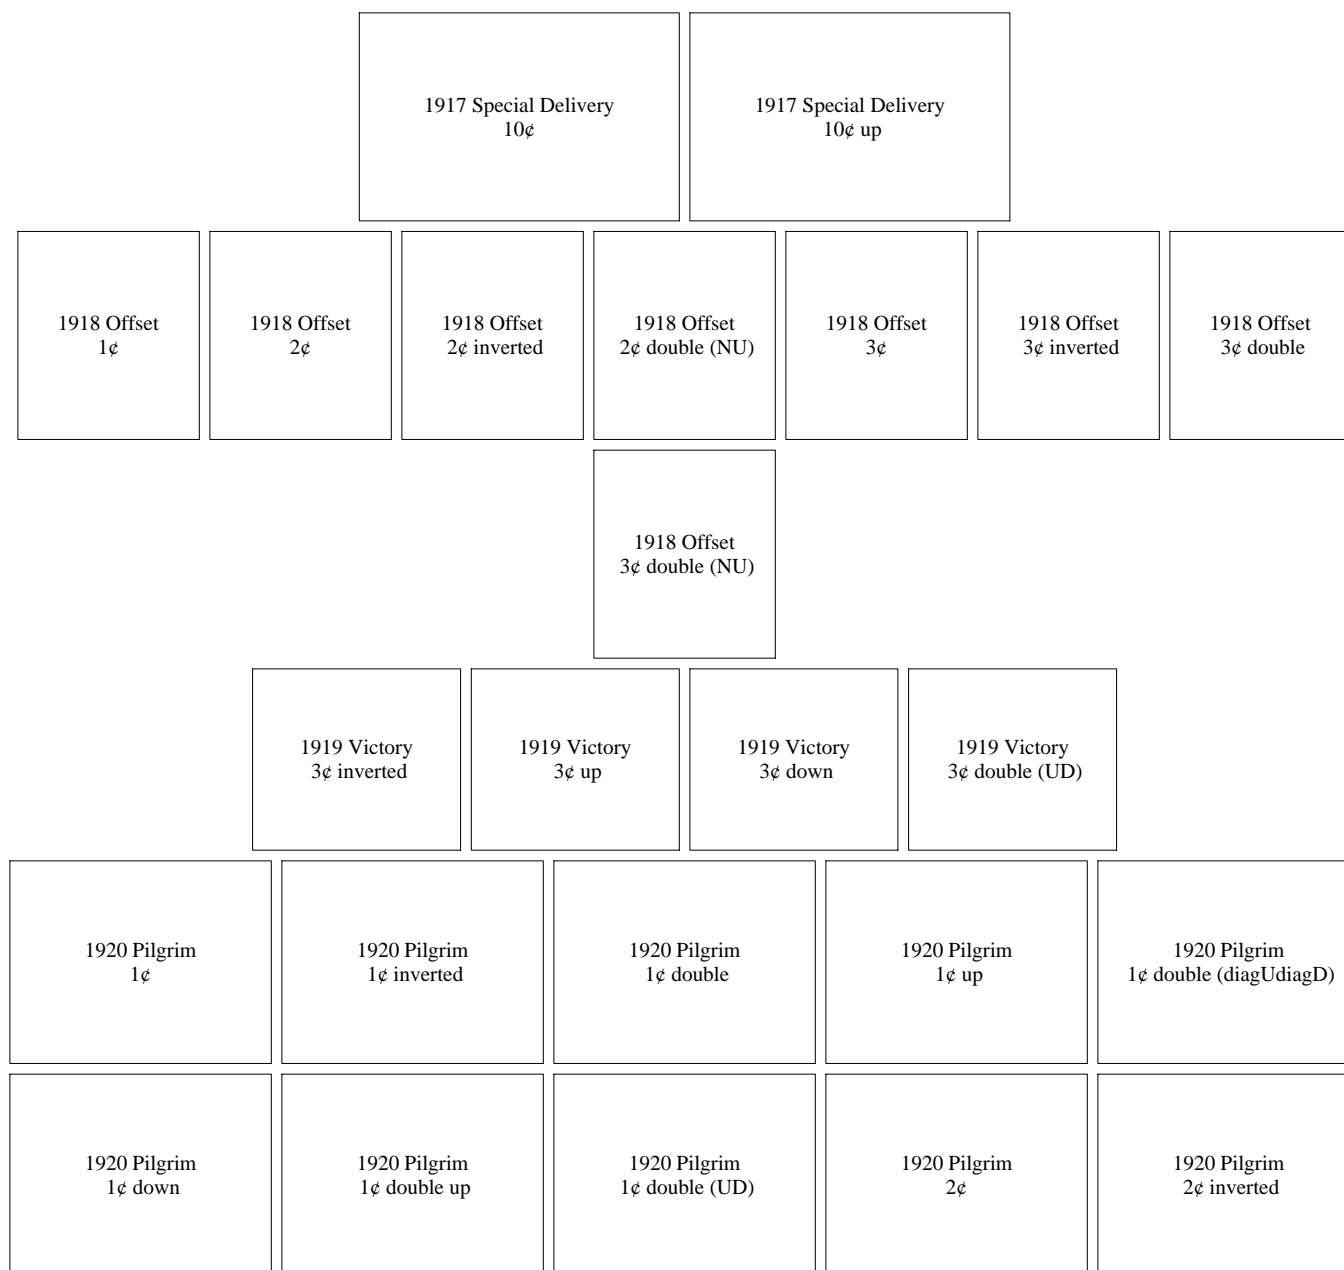 1917 Special Delivery
10¢
1917 Special Delivery
10¢ up
1918 Offset
1¢
1918 Offset
2¢
1918 Offset
2¢ inverted
1918 Offset
2¢ double (NU)
1918 Offset
3¢
1918 Offset
3¢ inverted
1918 Offset
3¢ double
1918 Offset
3¢ double (NU)
1919 Victory
3¢ inverted
1919 Victory
3¢ up
1919 Victory
3¢ down
1919 Victory
3¢ double (UD)
1920 Pilgrim
1¢
1920 Pilgrim
1¢ inverted
1920 Pilgrim
1¢ double
1920 Pilgrim
1¢ up
1920 Pilgrim
1¢ double (diagUdiagD)
1920 Pilgrim
1¢ down
1920 Pilgrim
1¢ double up
1920 Pilgrim
1¢ double (UD)
1920 Pilgrim
2¢
1920 Pilgrim
2¢ inverted